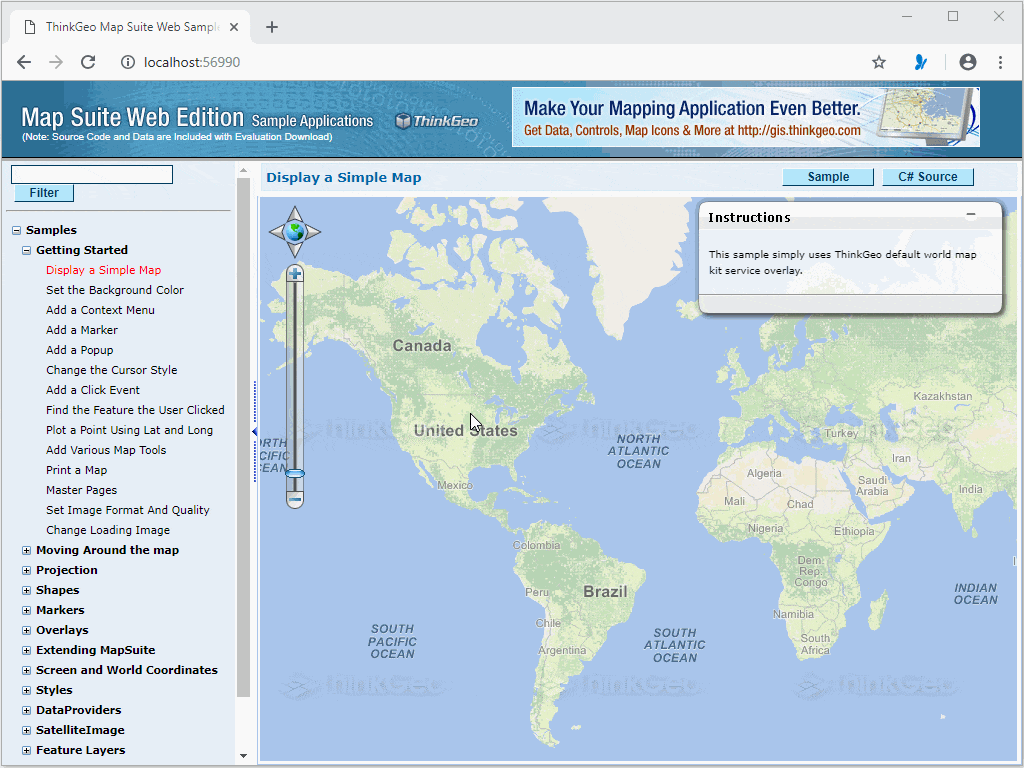 ThinkGeo Map Suite Web Sample
localhost:56990
Map Suite Web Edition Sample Applications
(Note: Source Code and Data are Included with Evaluation Download)
ThinkGeo
Make Your Mapping Application Even Better.
Get Data, Controls, Map Icons & More at http://gis.thinkgeo.com
Filter
Samples
Getting Started
Display a Simple Map
Set the Background Color
Add a Context Menu
Add a Marker
Add a Popup
Change the Cursor Style
Add a Click Event
Find the Feature the User Clicked
Plot a Point Using Lat and Long
Add Various Map Tools
Print a Map
Master Pages
Set Image Format And Quality
Change Loading Image
Moving Around the map
Projection
Shapes
Markers
Overlays
Extending MapSuite
Screen and World Coordinates
Styles
DataProviders
SatelliteImage
Feature Layers
Display a Simple Map
Sample
C# Source
Instructions
This sample simply uses ThinkGeo default world map
kit service overlay.
Canada
United States
Mexico
NORTH
ATLANTIC
OCEAN
Kazakhstan
Turkey
Iran
Algeria
Saudi
Arabia
India
Mali
Chad
Nigeria
Ethiopia
Colombia
Dem.
Rep.
Congo
Peru
Brazil
INDIAN
OCEAN
Namibia
Chile
SOUTH
PACIFIC
OCEAN
SOUTH
ATLANTIC
OCEAN
South
Africa
Argentina
ThinkGeo
ThinkGeo
ThinkGeo